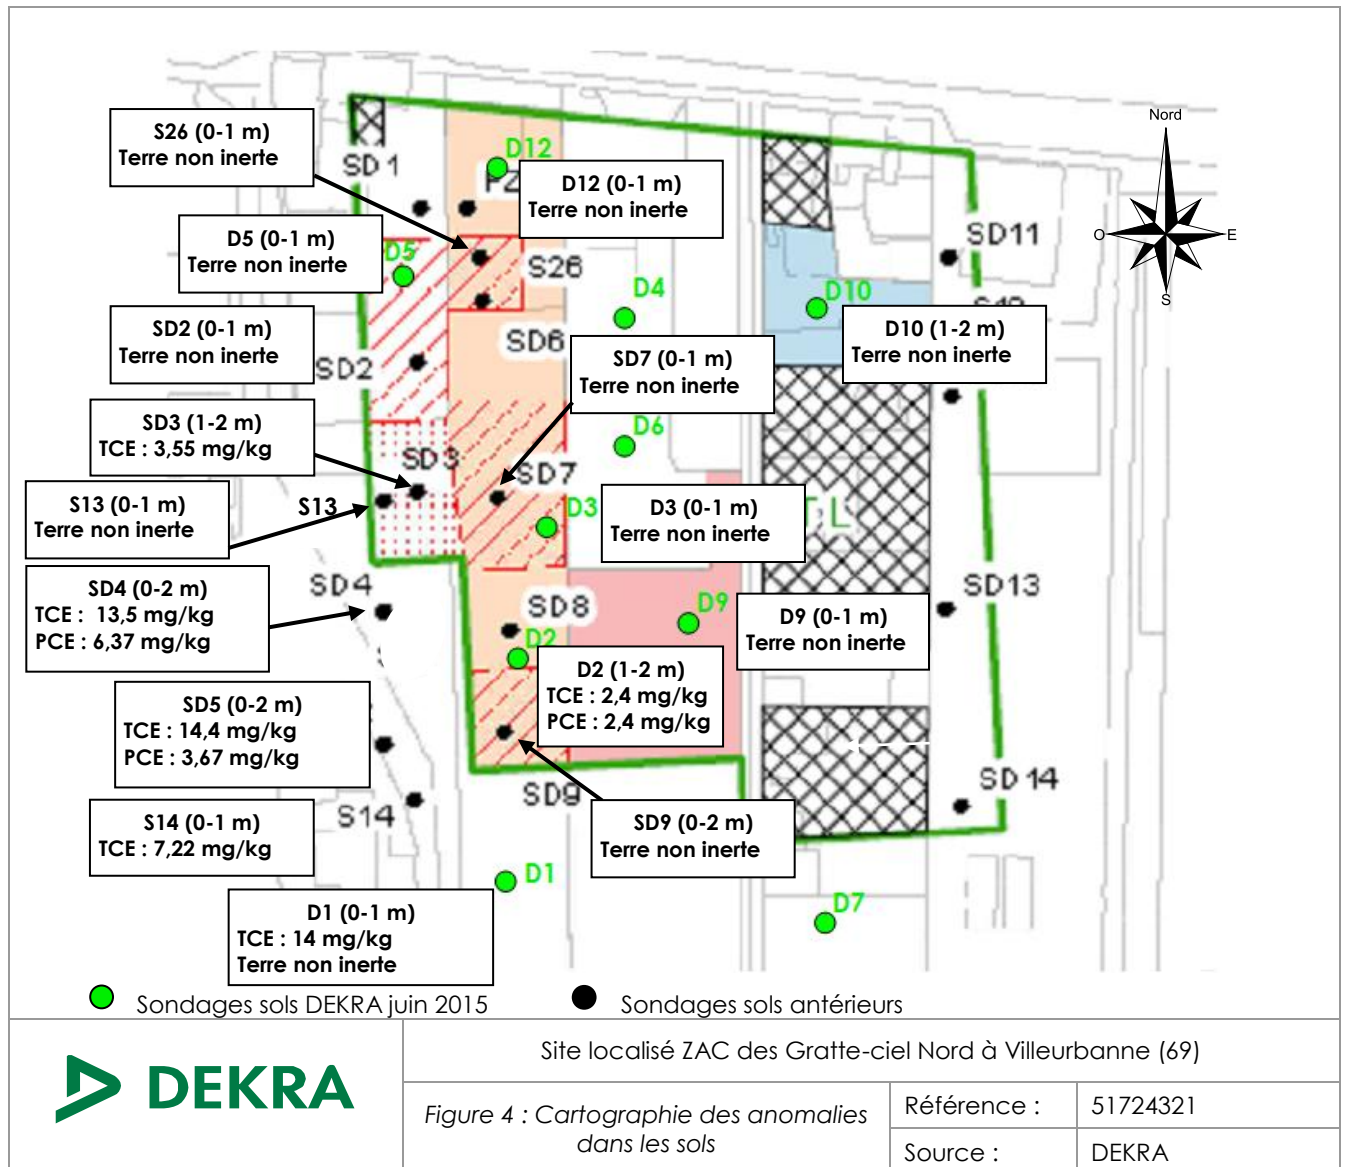 Nord
O
E
S
S26 (0-1 m)
Terre non inerte
SD1
D12
PZ
D12 (0-1 m)
Terre non inerte
D5 (0-1 m)
Terre non inerte
D5
S26
SD11
D4
D10
SD2 (0-1 m)
Terre non inerte
SD2
SD6
SD7 (0-1 m)
Terre non inerte
D10 (1-2 m)
Terre non inerte
SD3 (1-2 m)
TCE : 3,55 mg/kg
SD3
SD7
D6
S13 (0-1 m)
Terre non inerte
S13
D3
D3 (0-1 m)
Terre non inerte
L
SD4 (0-2 m)
TCE : 13,5 mg/kg
PCE : 6,37 mg/kg
SD4
SD8
D9
D9 (0-1 m)
Terre non inerte
SD13
D2
D2 (1-2 m)
TCE : 2,4 mg/kg
PCE : 2,4 mg/kg
SD5 (0-2 m)
TCE : 14,4 mg/kg
PCE : 3,67 mg/kg
SD9
SD14
S14 (0-1 m)
TCE : 7,22 mg/kg
S14
SD9 (0-2 m)
Terre non inerte
D1
D1 (0-1 m)
TCE : 14 mg/kg
Terre non inerte
D7
Sondages sols DEKRA juin 2015
Sondages sols antérieurs
DEKRA
Site localisé ZAC des Gratte-ciel Nord à Villeurbanne (69)
Figure 4 : Cartographie des anomalies
dans les sols
Référence :
51724321
Source :
DEKRA